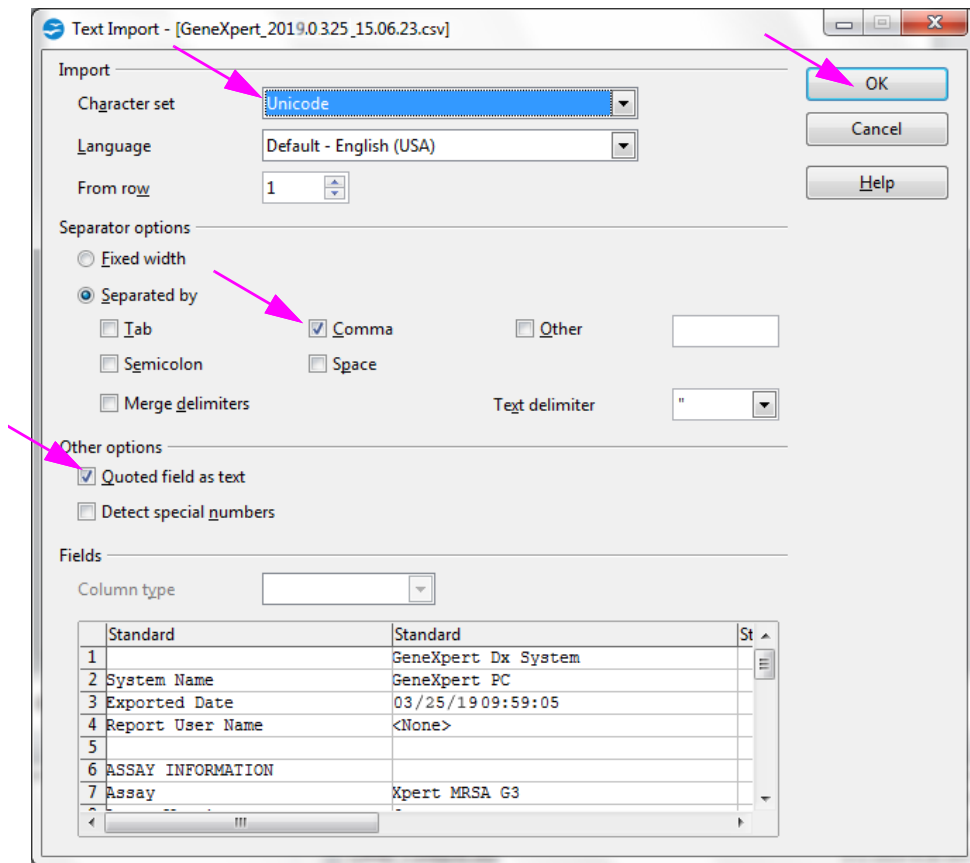 Text Import - [GeneXpert_2019.0325_15.06.23.csv]
Import
Character set Unicode
Language Default - English (USA)
From row 1
OK
Cancel
Help
Separator options
Fixed width
Separated by
Tab Comma Other
Semicolon Space
Merge delimiters Text delimiter "
Other options
Quoted field as text
Detect special numbers
Fields
Column type
Standard Standard St
1 GeneXpert Dx System
2 System Name GeneXpert PC
3 Exported Date 03/25/19 09:59:05
4 Report User Name <None>
5
6 ASSAY INFORMATION
7 Assay Xpert MRSA G3